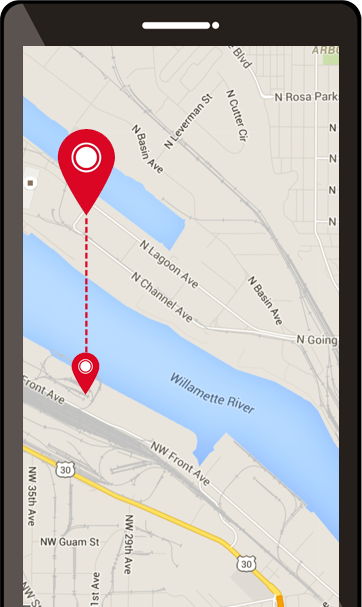 e Blvd
ARBO
N Rosa Park
N Leverman St
N Cutter Cir
N Basin Ave
N
N
N
N
N Lagoon Ave
N Channel Ave
N Basin Ave
N Going
Willamette River
Front Ave
NW Front Ave
30
NW 35th Ave
NW 29th Ave
NW Guam St
30
1st Ave
NW S